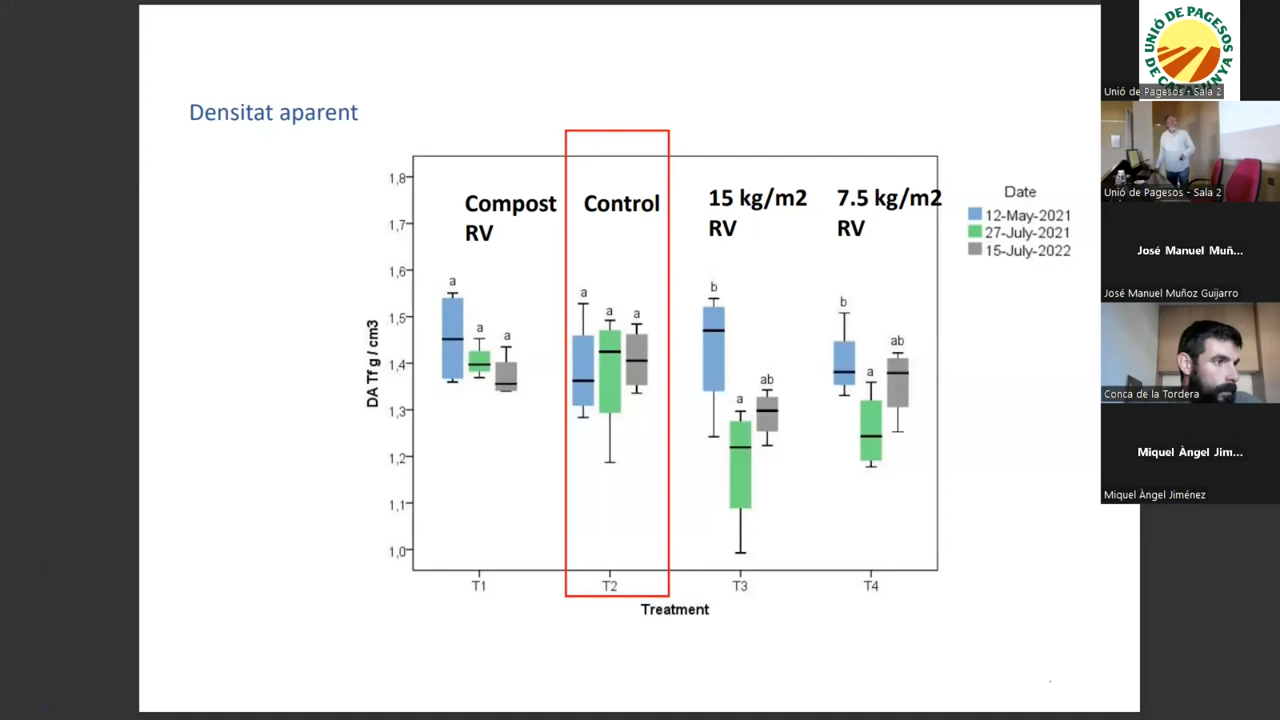 Densitat aparent
Compost
RV
Control
15 kg/m2
RV
7.5 kg/m2
RV
1,8
1,7
1,6
1,5
1,4
1,3
1,2
1,1
1,0
DA Tf g / cm3
a
a
a
a
a
a
b
a
ab
b
a
ab
T1
T2
T3
T4
Treatment
Date
12-May-2021
27-July-2021
15-July-2022
UNIÓ DE PAGESOS
DE CATALUNYA
Unió de Pagesos - Sala 2
Unió de Pagesos - Sala 2
José Manuel Muñ...
José Manuel Muñoz Guijarro
Conca de la Tordera
Miquel Àngel Jim...
Miquel Àngel Jiménez